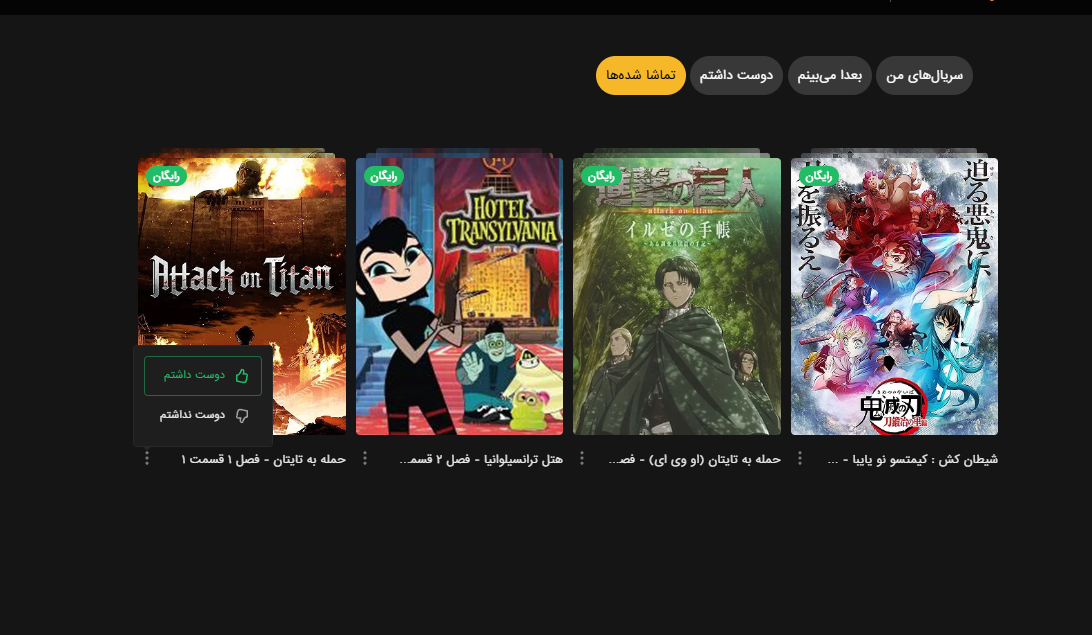 سریال‌های من
بعدا می‌بینم
دوست داشتم
تماشا شده‌ها
رایگان
迫る悪鬼に、
刀を振るえ
鬼滅の刃
刀鍛冶の里編
شیطان کش : کیمتسو نو یایبا - ...
رایگان
進撃の巨人
attack on titan
イルゼの手帳
حمله به تایتان (او وی ای) - فصـ...
رایگان
HOTEL
TRANSYLVANIA
هتل ترانسیلوانیا - فصل ۲ قسمـ...
رایگان
Attack on Titan
دوست داشتم
دوست نداشتم
حمله به تایتان - فصل ۱ قسمت ۱